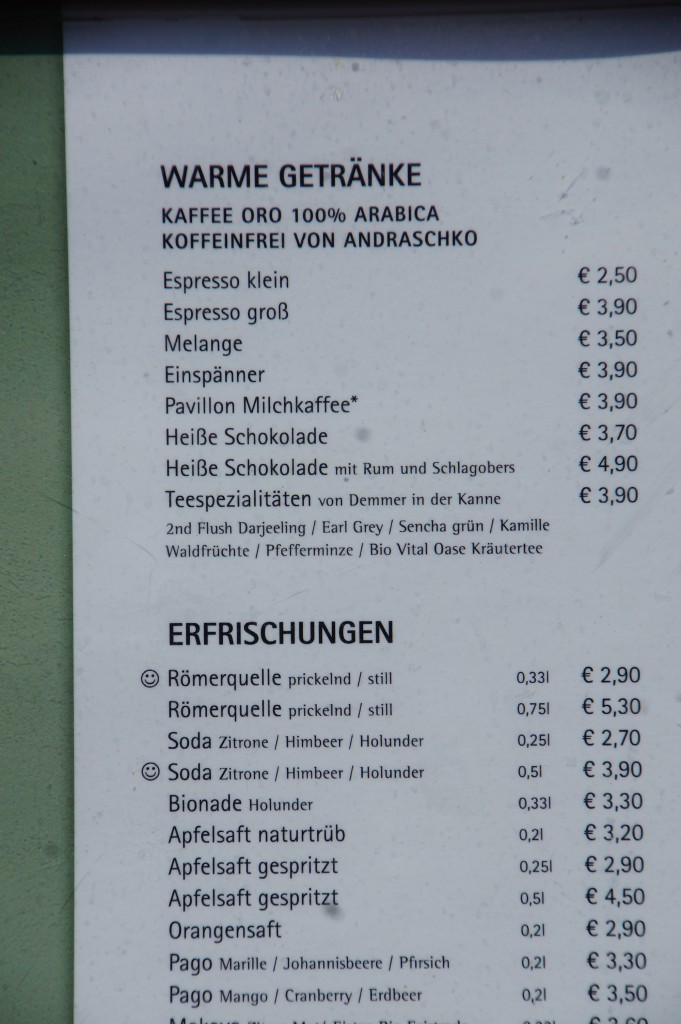 WARME GETRÄNKE
KAFFEE ORO 100% ARABICA
KOFFEINFREI VON ANDRASCHKO
Espresso klein € 2,50
Espresso groß € 3,90
Melange € 3,50
Einspänner € 3,90
Pavillon Milchkaffee* € 3,90
Heiße Schokolade € 3,70
Heiße Schokolade mit Rum und Schlagobers € 4,90
Teespezialitäten von Demmer in der Kanne € 3,90
2nd Flush Darjeeling / Earl Grey / Sencha grün / Kamille
Waldfrüchte / Pfefferminze / Bio Vital Oase Kräutertee
ERFRISCHUNGEN
☺ Römerquelle prickelnd / still 0,33l € 2,90
Römerquelle prickelnd / still 0,75l € 5,30
Soda Zitrone / Himbeer / Holunder 0,25l € 2,70
☺ Soda Zitrone / Himbeer / Holunder 0,5l € 3,90
Bionade Holunder 0,33l € 3,30
Apfelsaft naturtrüb 0,2l € 3,20
Apfelsaft gespritzt 0,25l € 2,90
Apfelsaft gespritzt 0,5l € 4,50
Orangensaft 0,2l € 2,90
Pago Marille / Johannisbeere / Pfirsich 0,2l € 3,30
Pago Mango / Cranberry / Erdbeer 0,2l € 3,50